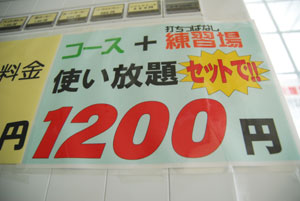 料金
円
打ちっぱなし
コース + 練習場
使い放題 セットで!!
1200円